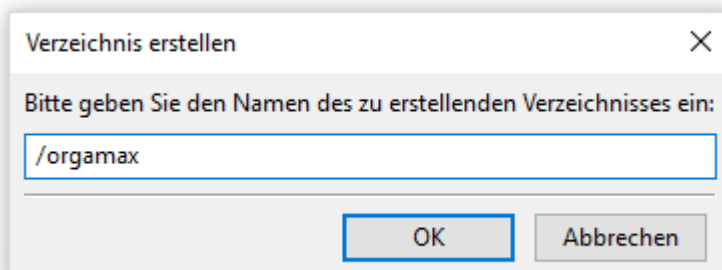 Verzeichnis erstellen
Bitte geben Sie den Namen des zu erstellenden Verzeichnisses ein:
/orgamax
OK
Abbrechen